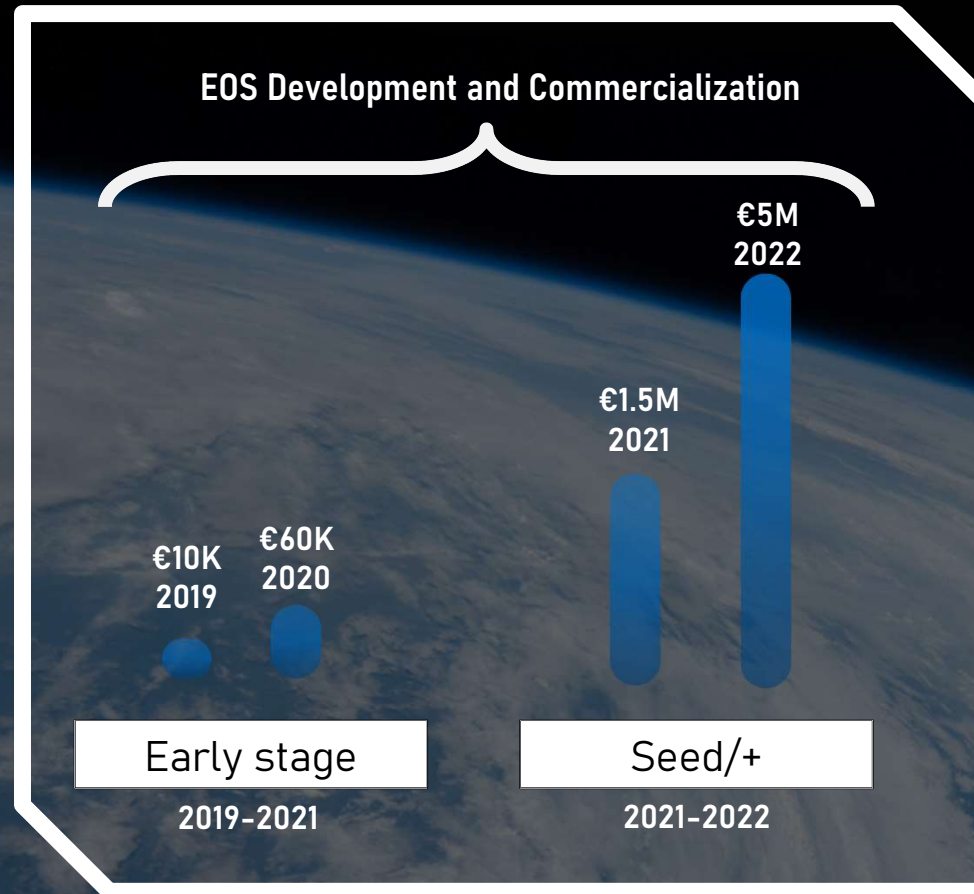 EOS Development and Commercialization
€5M
2022
€1.5M
2021
€60K
2020
€10K
2019
Early stage
2019-2021
Seed/+
2021-2022